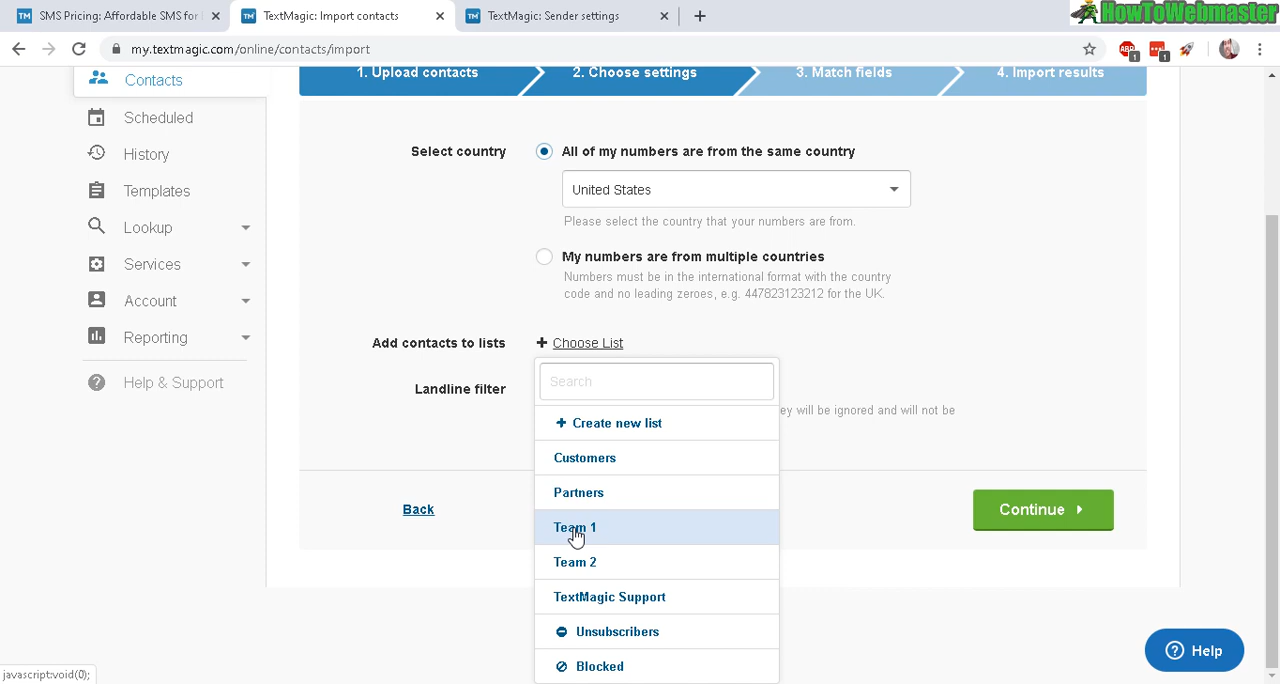 SMS Pricing: Affordable SMS for
TextMagic: Import contacts
TextMagic: Sender settings
HowToWebmaster
my.textmagic.com/online/contacts/import
Contacts
Scheduled
History
Templates
Lookup
Services
Account
Reporting
Help & Support
1. Upload contacts
2. Choose settings
3. Match fields
4. Import results
Select country
All of my numbers are from the same country
United States
Please select the country that your numbers are from.
My numbers are from multiple countries
Numbers must be in the international format with the country
code and no leading zeroes, e.g. 447823123212 for the UK.
Add contacts to lists
+ Choose List
Search
Landline filter
ey will be ignored and will not be
+ Create new list
Customers
Partners
Team 1
Team 2
TextMagic Support
Unsubscribers
Blocked
Back
Continue
Help
javascript:void(0);